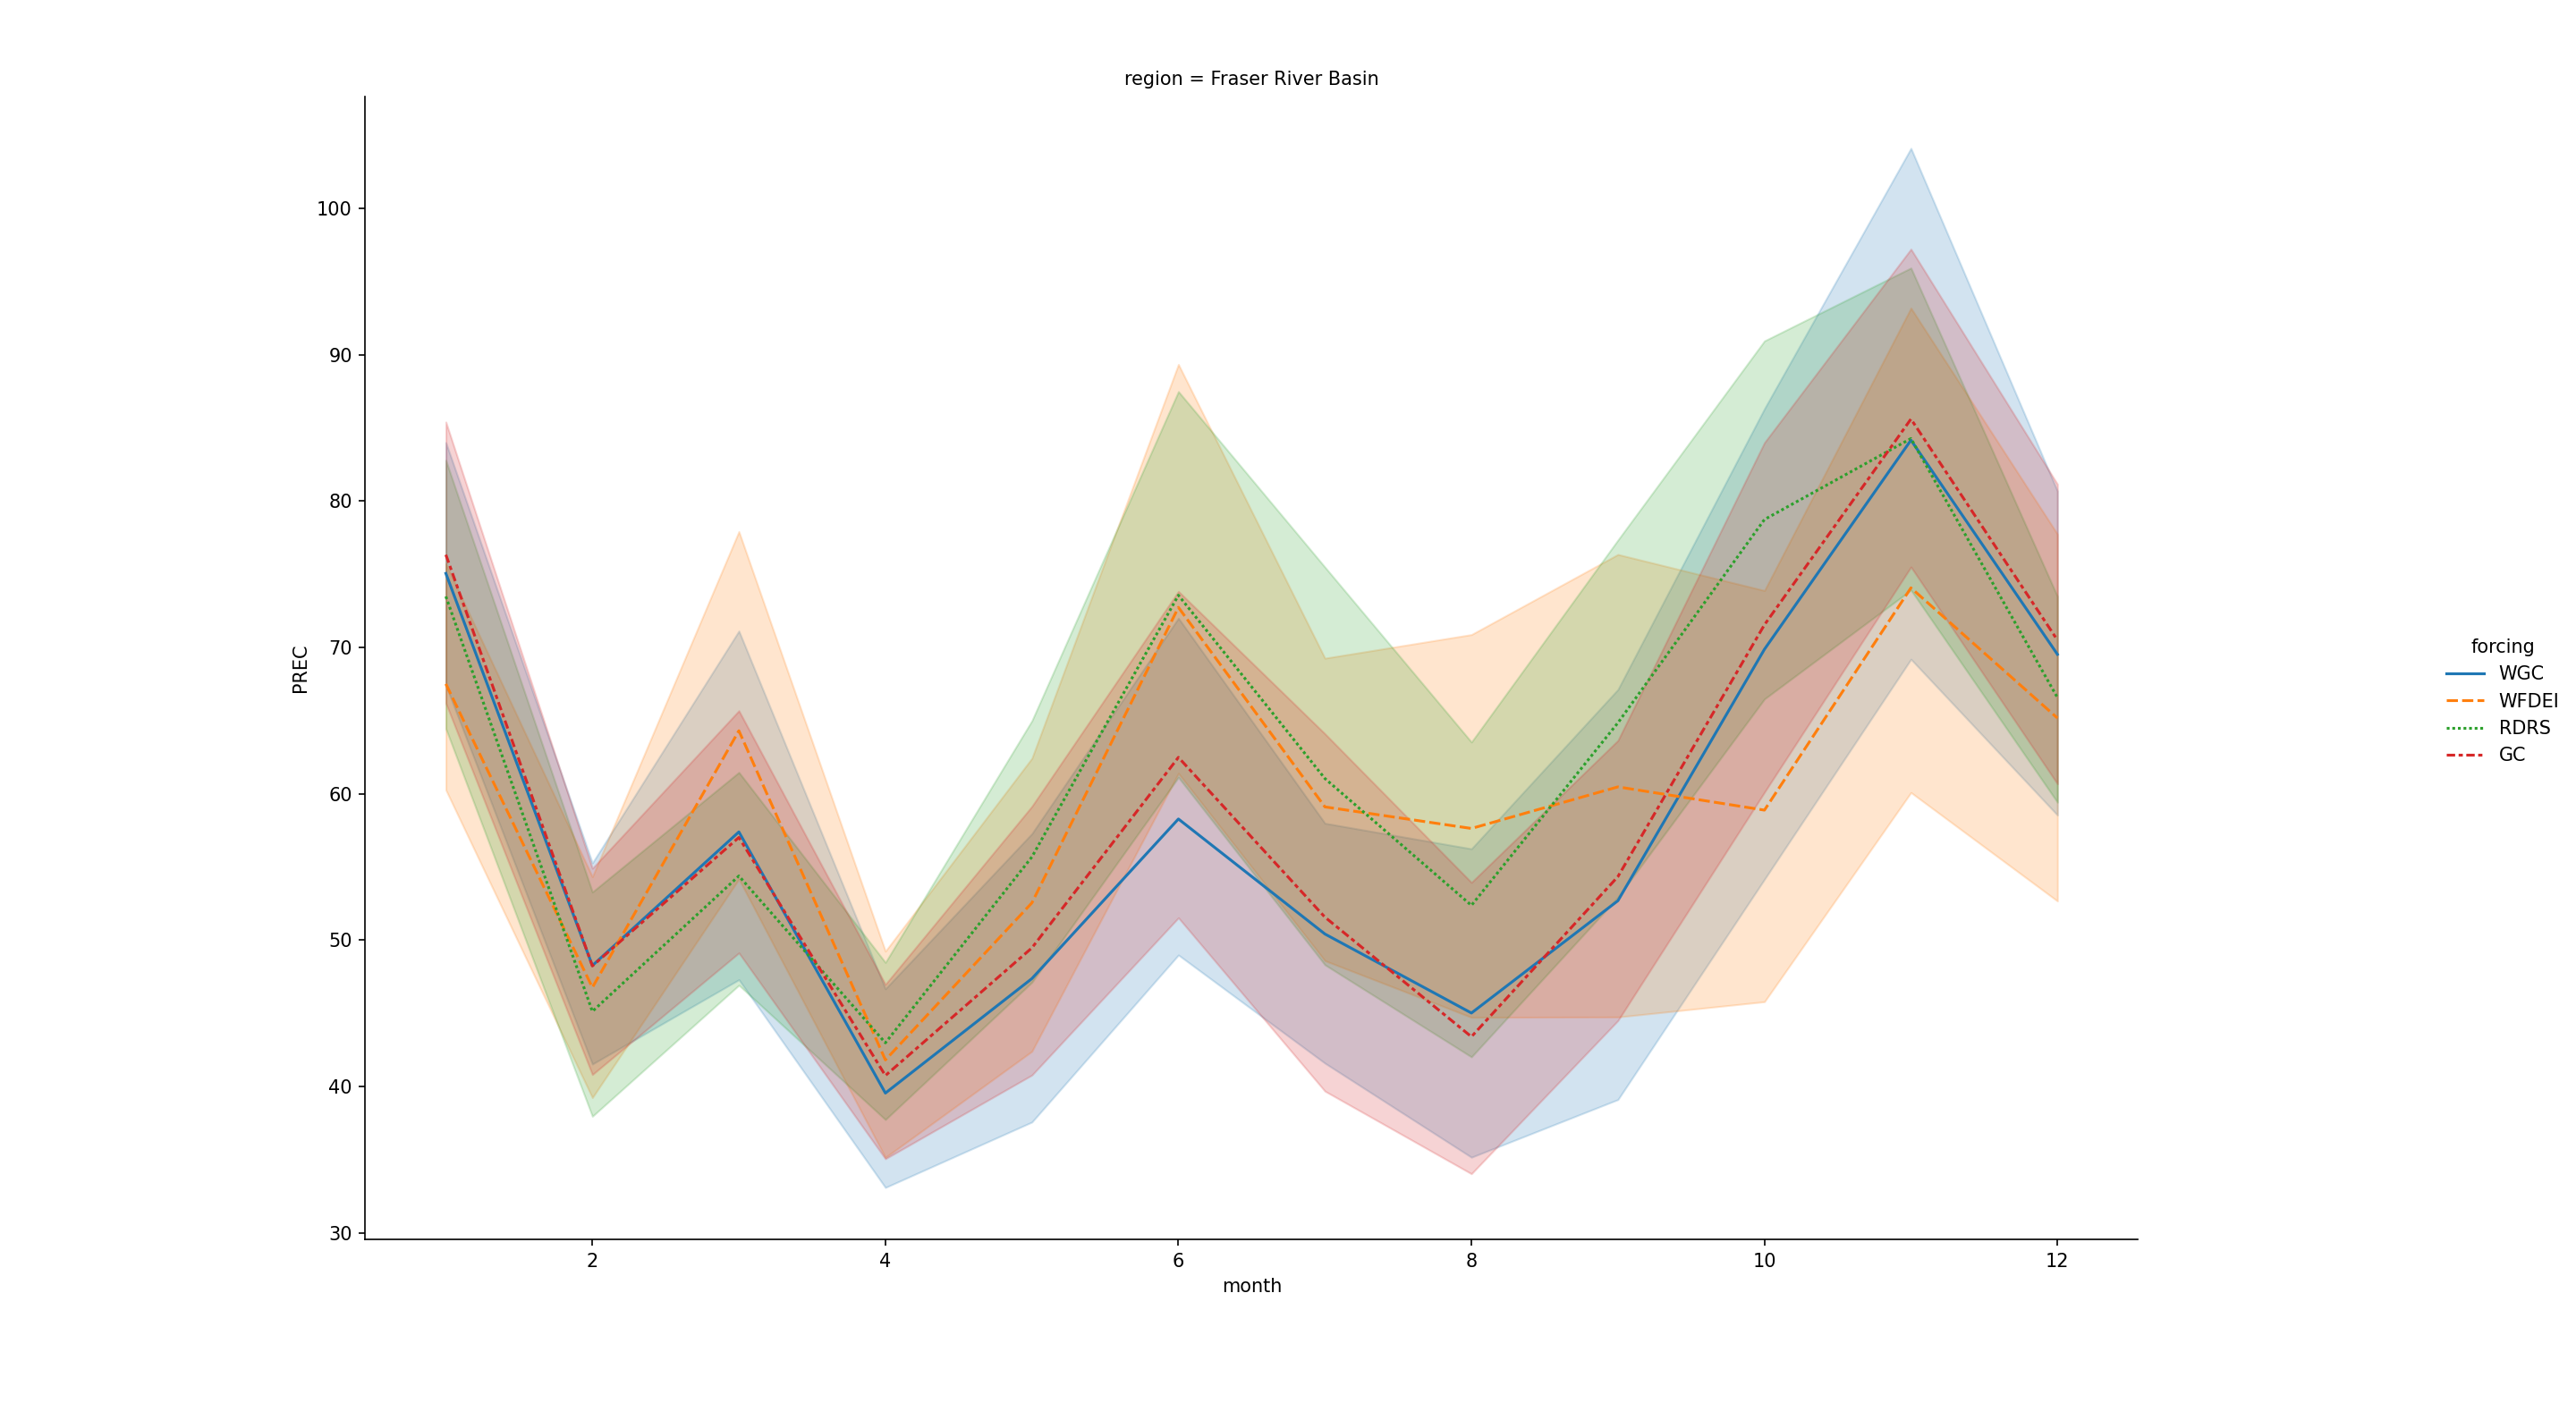 region = Fraser River Basin
PREC
100
90
80
70
60
50
40
30
2 4 6 8 10 12
month
forcing
WGC
WFDEI
RDRS
GC